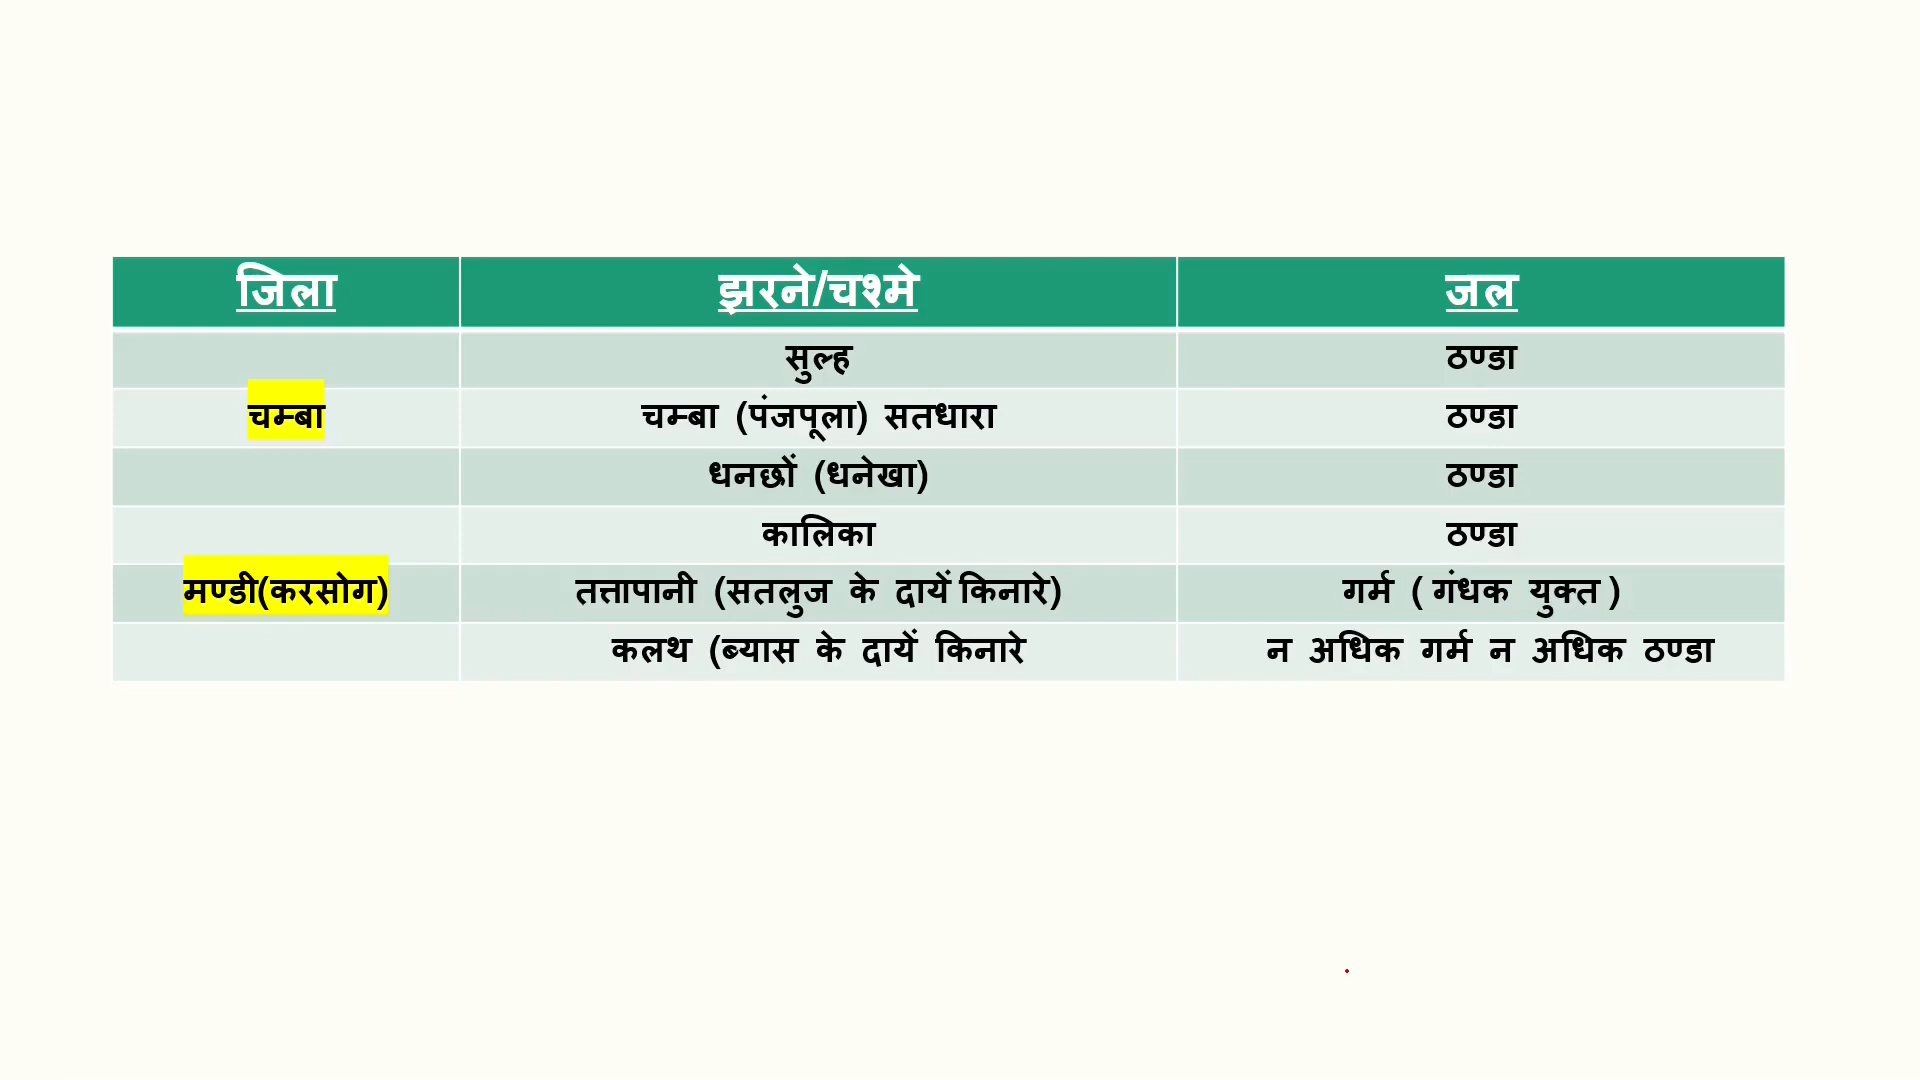 जिला झरने/चश्मे जल
सुल्ह ठण्डा
चम्बा चम्बा (पंजपूला) सतधारा ठण्डा
धनछों (धनेखा) ठण्डा
कालिका ठण्डा
मण्डी(करसोग) तत्तापानी (सतलुज के दायें किनारे) गर्म ( गंधक युक्त )
कलथ (ब्यास के दायें किनारे न अधिक गर्म न अधिक ठण्डा